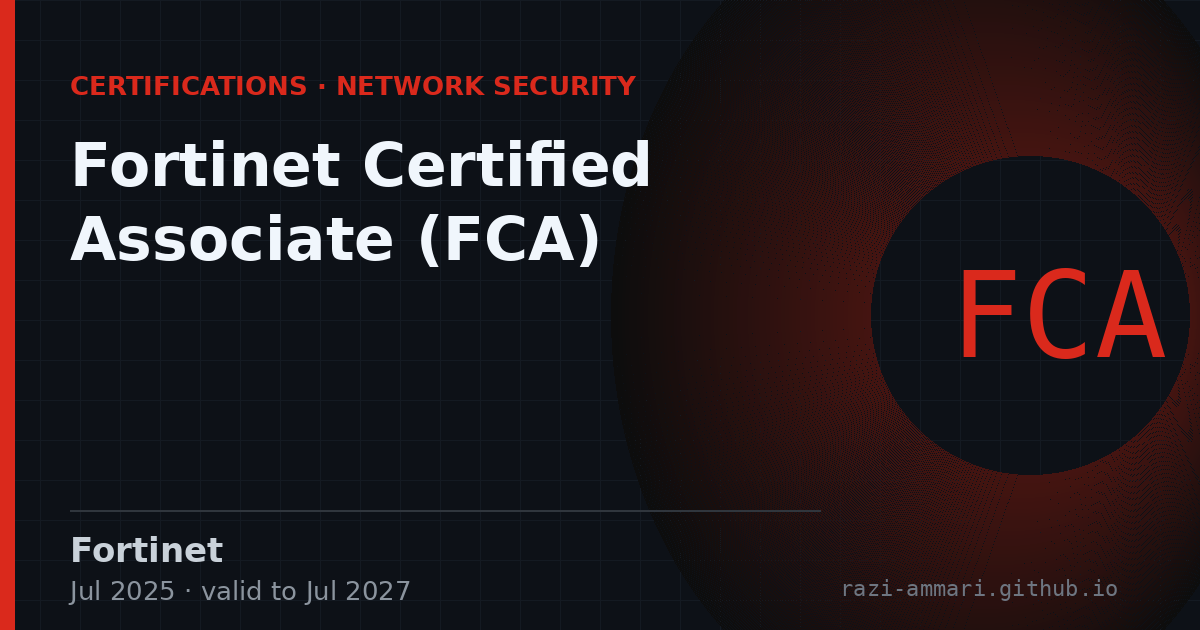 CERTIFICATIONS · NETWORK SECURITY
Fortinet Certified
Associate (FCA)
FCA
Fortinet
Jul 2025 · valid to Jul 2027
razi-ammari.github.io